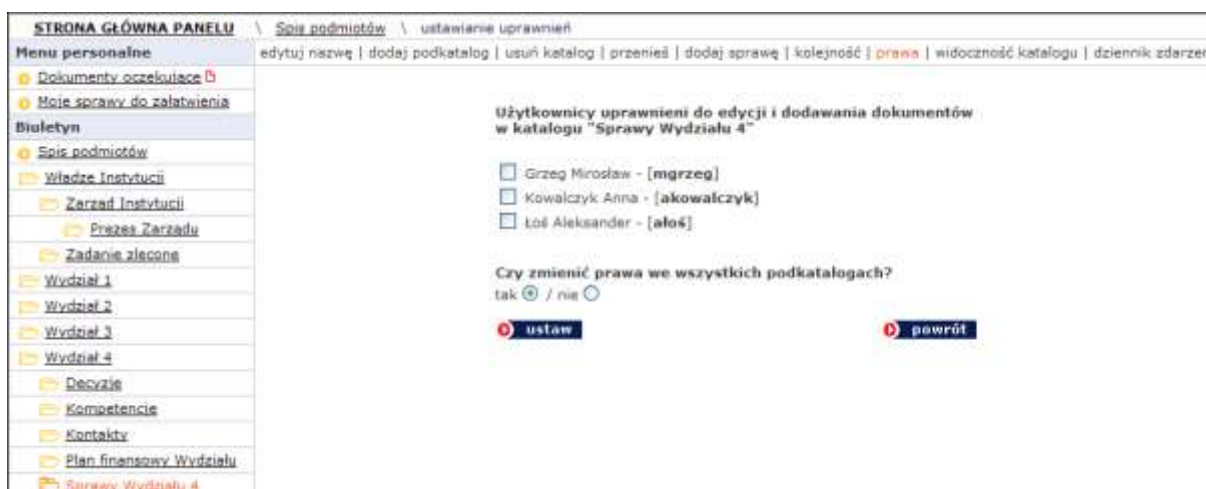 STRONA GŁÓWNA PANELU \ Spis podmiotów \ ustawianie uprawnień
Menu personalne
edytuj nazwę | dodaj podkatalog | usuń katalog | przenieś | dodaj sprawę | kolejność | prawa | widoczność katalogu | dziennik zdarzeń
Dokumenty oczekujące
Moje sprawy do załatwienia
Biuletyn
Spis podmiotów
Władze Instytucji
Zarząd Instytucji
Prezes Zarządu
Zadanie zlecone
Wydział 1
Wydział 2
Wydział 3
Wydział 4
Decyzje
Kompetencje
Kontakty
Plan finansowy Wydziału
Sprawy Wydziału 4
Użytkownicy uprawnieni do edycji i dodawania dokumentów
w katalogu "Sprawy Wydziału 4"
Grzeg Mirosław - [mgrzeg]
Kowalczyk Anna - [akowalczyk]
Łoś Aleksander - [ałoś]
Czy zmienić prawa we wszystkich podkatalogach?
tak / nie
ustaw
powrót